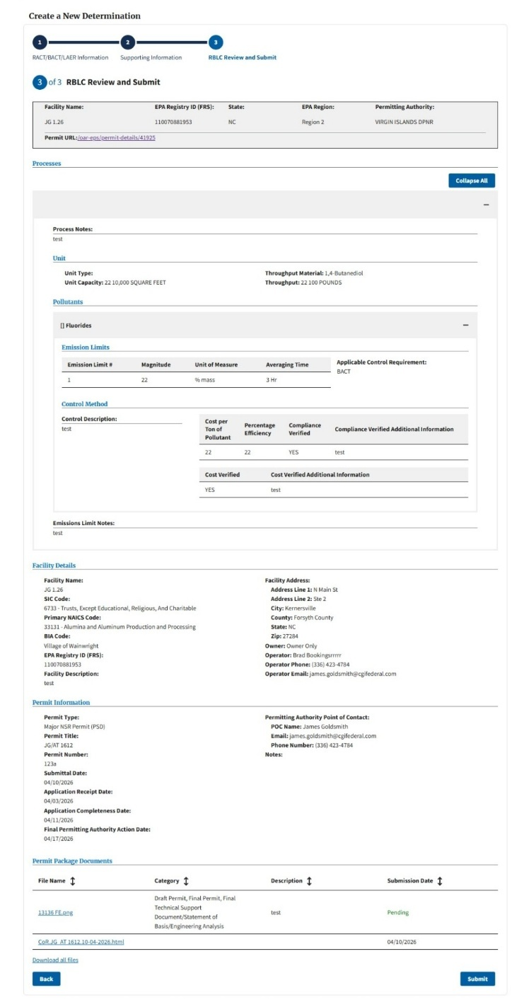 Create a New Determination
1 2 3
RACT/BACT/LAER Information Supporting Information RBLC Review and Submit
3 of 3 RBLC Review and Submit
Facility Name: EPA Registry ID (FRS): State: EPA Region: Permitting Authority:
JG 1.26 110070881953 NC Region 2 VIRGIN ISLANDS DPNR
Permit URL:/oar-eps/permit-details/41925
Processes
Collapse All
Process Notes:
test
Unit
Unit Type: Throughput Material: 1,4-Butanediol
Unit Capacity: 22 10,000 SQUARE FEET Throughput: 22 100 POUNDS
Pollutants
[] Fluorides
Emission Limits
Emission Limit # Magnitude Unit of Measure Averaging Time
1 22 % mass 3 Hr
Applicable Control Requirement:
BACT
Control Method
Control Description:
test
Cost per
Ton of
Pollutant
Percentage
Efficiency
Compliance
Verified
Compliance Verified Additional Information
22 22 YES test
Cost Verified Cost Verified Additional Information
YES test
Emissions Limit Notes:
test
Facility Details
Facility Name:
JG 1.26
SIC Code:
6733 - Trusts, Except Educational, Religious, And Charitable
Primary NAICS Code:
33131 - Alumina and Aluminum Production and Processing
BIA Code:
Village of Wainwright
EPA Registry ID (FRS):
110070881953
Facility Description:
test
Facility Address:
Address Line 1: N Main St
Address Line 2: Ste 2
City: Kernersville
County: Forsyth County
State: NC
Zip: 27284
Owner: Owner Only
Operator: Brad Bookingsrrrrr
Operator Phone: (336) 423-4784
Operator Email: james.goldsmith@cgifederal.com
Permit Information
Permit Type:
Major NSR Permit (PSD)
Permit Title:
JG/AT 1612
Permit Number:
123a
Submittal Date:
04/10/2026
Application Receipt Date:
04/03/2026
Application Completeness Date:
04/11/2026
Final Permitting Authority Action Date:
04/17/2026
Permitting Authority Point of Contact:
POC Name: James Goldsmith
Email: james.goldsmith@cgifederal.com
Phone Number: (336) 423-4784
Notes:
Permit Package Documents
File Name Category Description Submission Date
13136 FE.png
Draft Permit, Final Permit, Final
Technical Support
Document/Statement of
Basis/Engineering Analysis
test
Pending
CoR.JG_AT 1612.10-04-2026.html 04/10/2026
Download all files
Back Submit